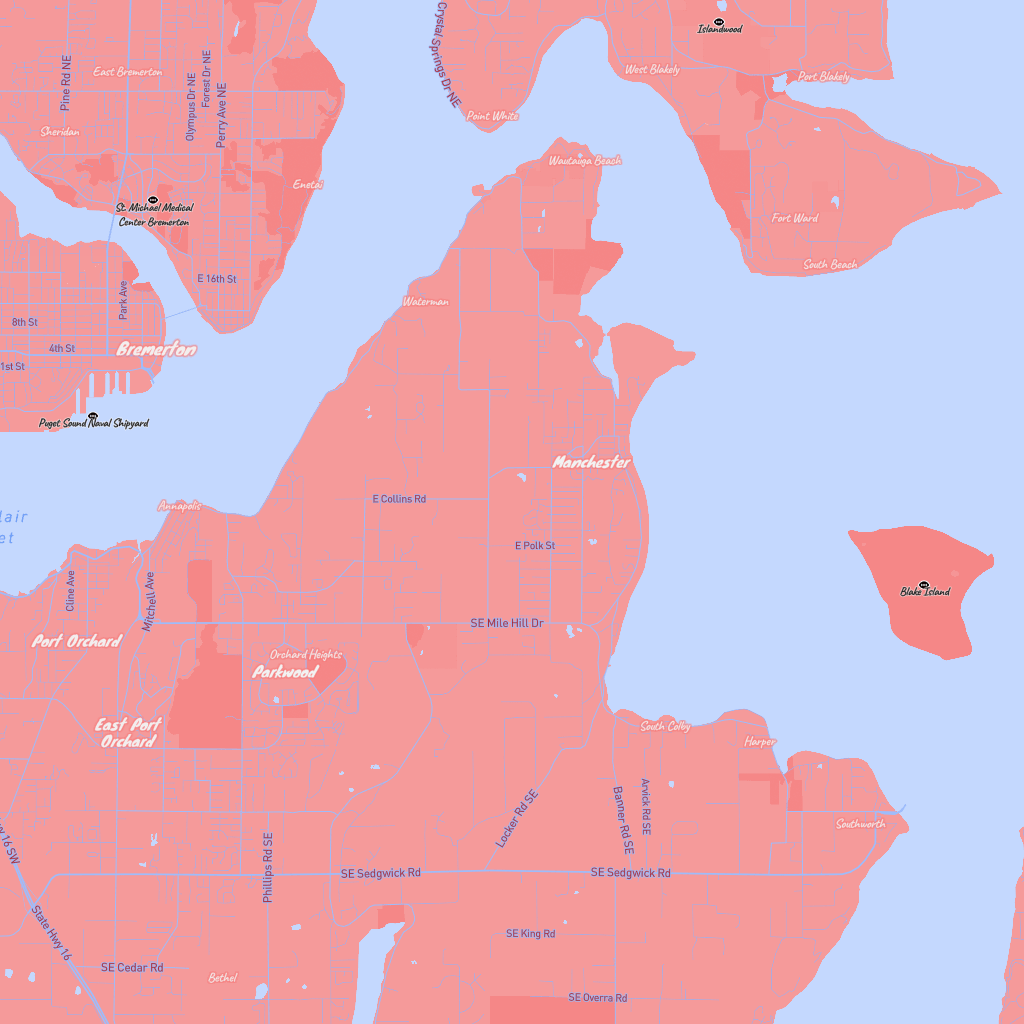 Crystal Springs Dr NE
Islandwood
East Bremerton
Pine Rd NE
Olympus Dr NE
Forest Dr NE
Perry Ave NE
West Blakely
Port Blakely
Point White
Sheridan
Wautauga Beach
Enetai
St. Michael Medical
Center Bremerton
Fort Ward
South Beach
E 16th St
Park Ave
Waterman
8th St
4th St
Bremerton
1st St
Puget Sound Naval Shipyard
Manchester
E Collins Rd
Annapolis
lair
et
E Polk St
Cline Ave
Mitchell Ave
Blake Island
SE Mile Hill Dr
Port Orchard
Orchard Heights
Parkwood
East Port
Orchard
South Colby
Harper
Locker Rd SE
Banner Rd SE
Arvick Rd SE
Southworth
wy 16 SW
Phillips Rd SE
SE Sedgwick Rd
SE Sedgwick Rd
State Hwy 16
SE King Rd
SE Cedar Rd
Bethel
SE Overra Rd